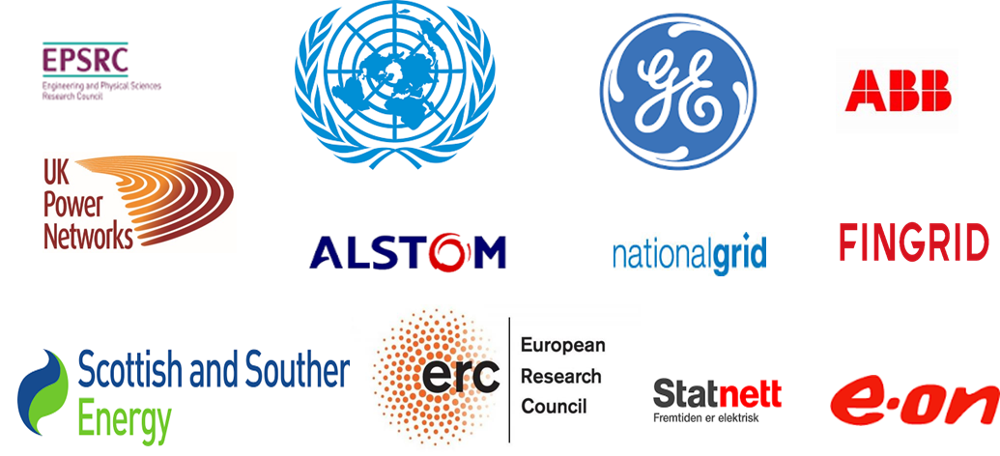 EPSRC
Engineering and Physical Sciences
Research Council
GE
ABB
UK
Power
Networks
ALSTOM
nationalgrid
FINGRID
Scottish and Souther
Energy
erc
European
Research
Council
Statnett
Fremtiden er elektrisk
e·on